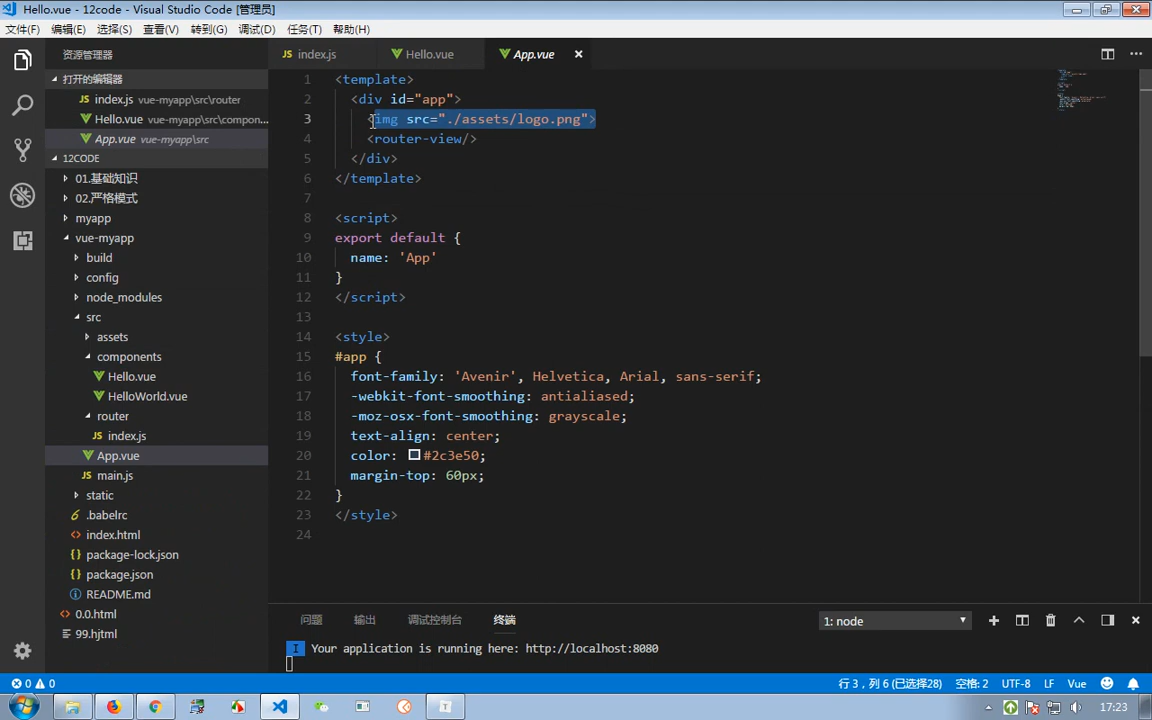 Hello.vue - 12code - Visual Studio Code [管理员]
文件(F) 编辑(E) 选择(S) 查看(V) 转到(G) 调试(D) 任务(T) 帮助(H)
资源管理器
打开的编辑器
index.js vue-myapp\src\router
Hello.vue vue-myapp\src\compon...
App.vue vue-myapp\src
12CODE
01.基础知识
02.严格模式
myapp
vue-myapp
build
config
node_modules
src
assets
components
Hello.vue
HelloWorld.vue
router
index.js
App.vue
main.js
static
.babelrc
index.html
package-lock.json
package.json
README.md
0.0.html
99.hjtml
index.js Hello.vue App.vue
1 <template>
2 <div id="app">
3 <img src="./assets/logo.png">
4 <router-view/>
5 </div>
6 </template>
7
8 <script>
9 export default {
10 name: 'App'
11 }
12 </script>
13
14 <style>
15 #app {
16 font-family: 'Avenir', Helvetica, Arial, sans-serif;
17 -webkit-font-smoothing: antialiased;
18 -moz-osx-font-smoothing: grayscale;
19 text-align: center;
20 color: #2c3e50;
21 margin-top: 60px;
22 }
23 </style>
24
问题 输出 调试控制台 终端 1: node
I Your application is running here: http://localhost:8080
0 0 行 3，列 6 (已选择28) 空格: 2 UTF-8 LF Vue
17:23